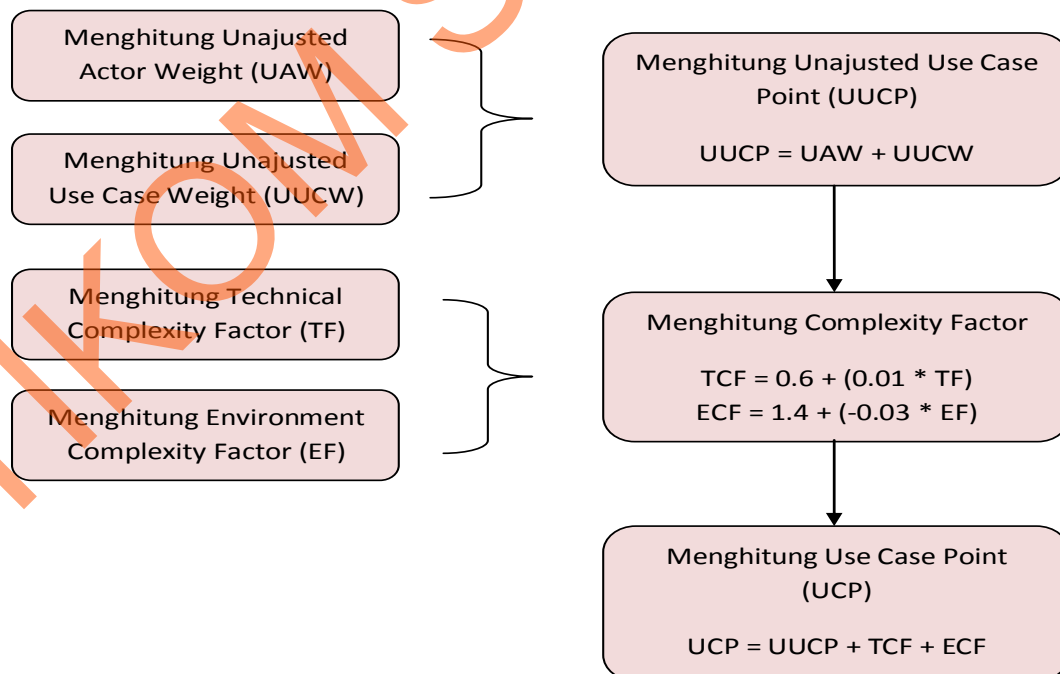 Menghitung Unajusted
Actor Weight (UAW)
Menghitung Unajusted
Use Case Weight (UUCW)
Menghitung Technical
Complexity Factor (TF)
Menghitung Environment
Complexity Factor (EF)
Menghitung Unajusted Use Case
Point (UUCP)
UUCP = UAW + UUCW
Menghitung Complexity Factor
TCF = 0.6 + (0.01 * TF)
ECF = 1.4 + (-0.03 * EF)
Menghitung Use Case Point
(UCP)
UCP = UUCP + TCF + ECF
IKOM S